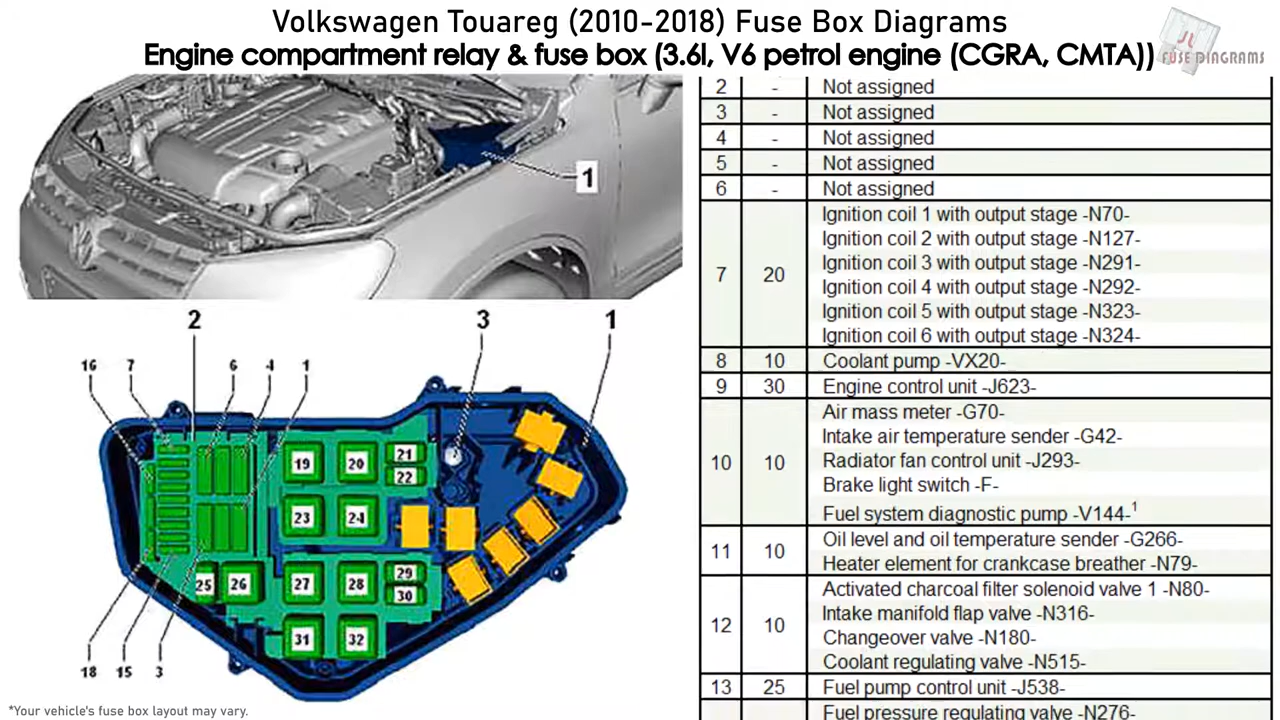 Volkswagen Touareg (2010-2018) Fuse Box Diagrams
Engine compartment relay & fuse box (3.6l, V6 petrol engine (CGRA, CMTA))
FUSE DIAGRAMS
1
2 3 1
16 7 6 4 1
19 20 21
22
23 24
25 26 27 28 29
30
31 32
18 15 3
*Your vehicle's fuse box layout may vary.
2 - Not assigned
3 - Not assigned
4 - Not assigned
5 - Not assigned
6 - Not assigned
7 20 Ignition coil 1 with output stage -N70-
Ignition coil 2 with output stage -N127-
Ignition coil 3 with output stage -N291-
Ignition coil 4 with output stage -N292-
Ignition coil 5 with output stage -N323-
Ignition coil 6 with output stage -N324-
8 10 Coolant pump -VX20-
9 30 Engine control unit -J623-
10 10 Air mass meter -G70-
Intake air temperature sender -G42-
Radiator fan control unit -J293-
Brake light switch -F-
Fuel system diagnostic pump -V144-1
11 10 Oil level and oil temperature sender -G266-
Heater element for crankcase breather -N79-
12 10 Activated charcoal filter solenoid valve 1 -N80-
Intake manifold flap valve -N316-
Changeover valve -N180-
Coolant regulating valve -N515-
13 25 Fuel pump control unit -J538-
Fuel pressure regulating valve -N276-